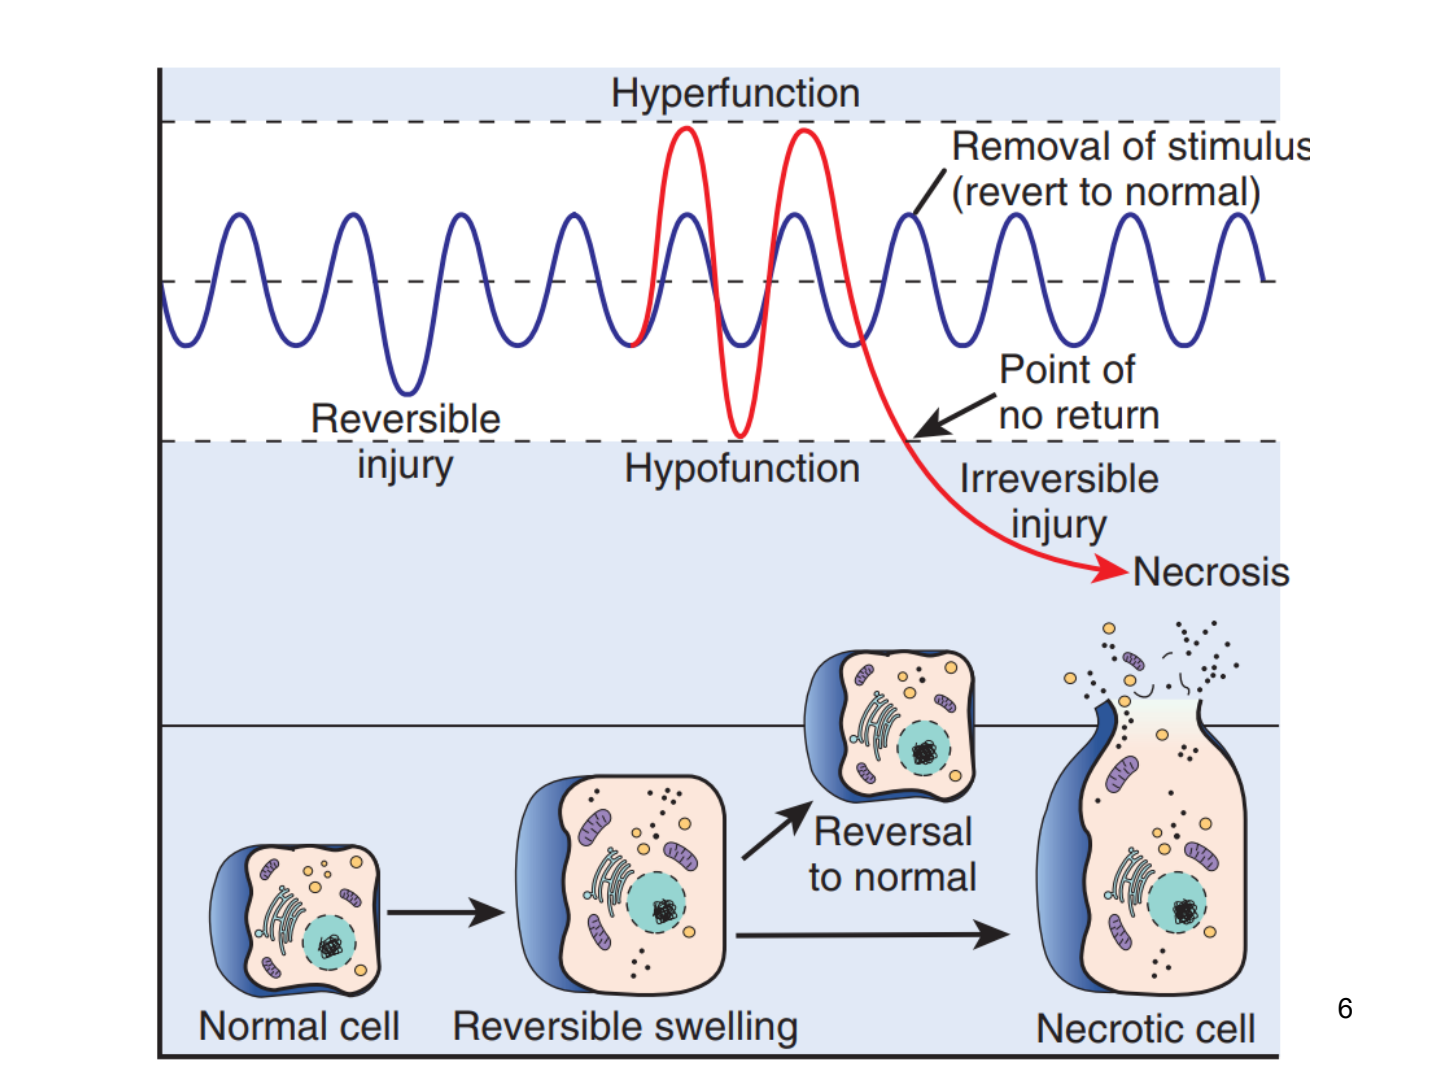 Hyperfunction
Removal of stimulus
(revert to normal)
Point of
no return
Reversible
injury
Hypofunction
Irreversible
injury
Necrosis
Reversal
to normal
Normal cell
Reversible swelling
Necrotic cell
6